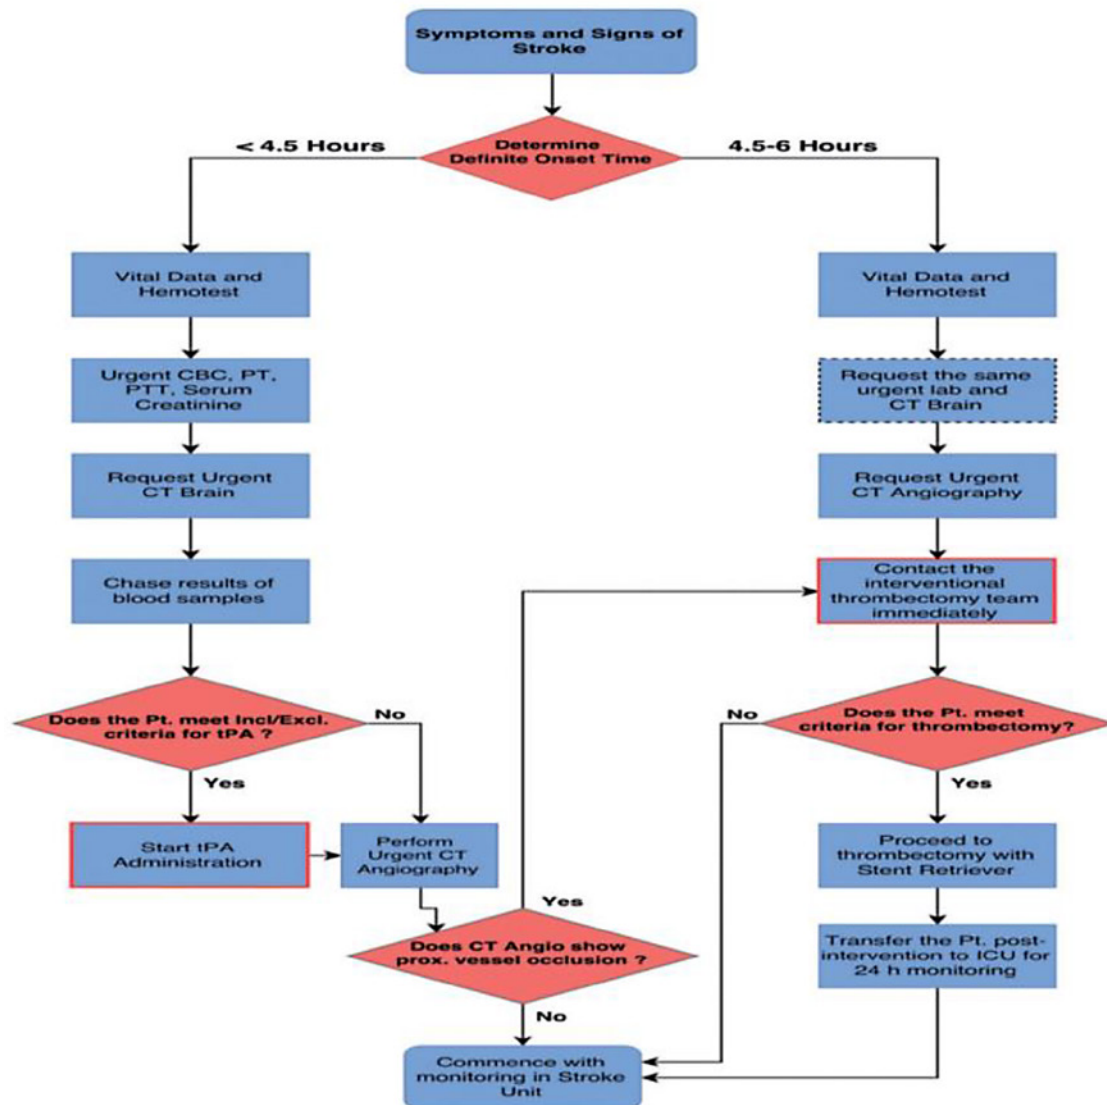 Symptoms and Signs of
Stroke
Determine
Definite Onset Time
< 4.5 Hours
4.5-6 Hours
Vital Data and
Hemotest
Urgent CBC, PT,
PTT, Serum
Creatinine
Request Urgent
CT Brain
Chase results of
blood samples
Does the Pt. meet Incl/Excl.
criteria for tPA ?
No
Yes
Start tPA
Administration
Perform
Urgent CT
Angiography
Does CT Angio show
prox. vessel occlusion ?
Yes
No
Vital Data and
Hemotest
Request the same
urgent lab and
CT Brain
Request Urgent
CT Angiography
Contact the
interventional
thrombectomy team
immediately
Does the Pt. meet
criteria for thrombectomy?
No
Yes
Proceed to
thrombectomy with
Stent Retriever
Transfer the Pt. post-
intervention to ICU for
24 h monitoring
Commence with
monitoring in Stroke
Unit